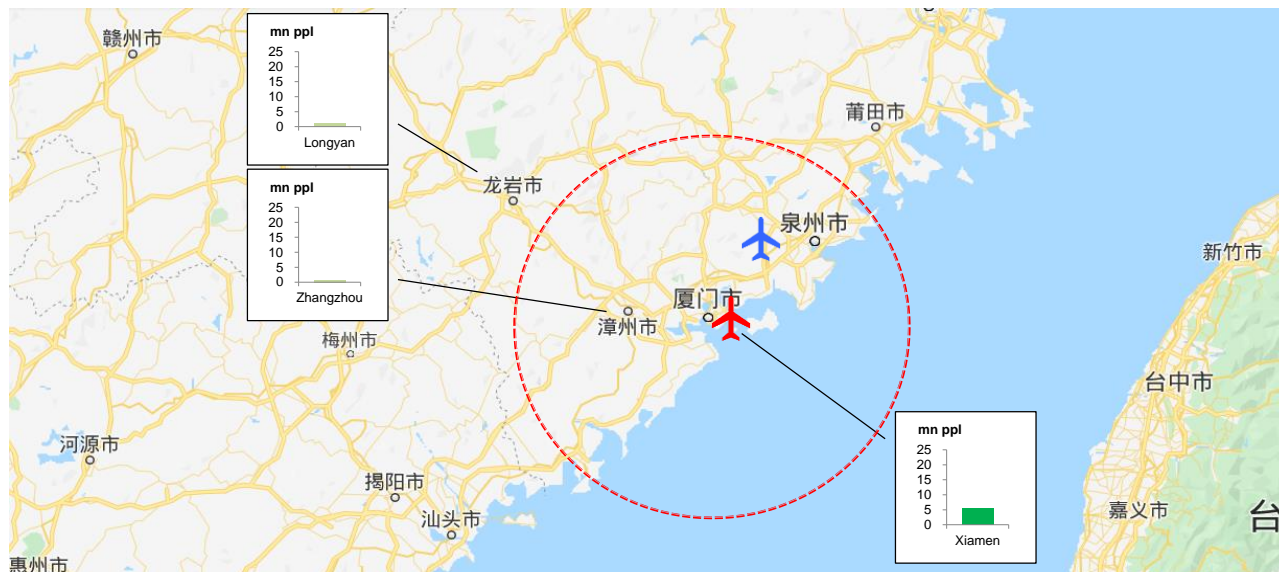 赣州市
mn ppl
25
20
15
10
5
0
Longyan
莆田市
mn ppl
25
20
15
10
5
0
Zhangzhou
龙岩市
泉州市
新竹市
厦门市
漳州市
梅州市
台中市
mn ppl
25
20
15
10
5
0
Xiamen
河源市
揭阳市
汕头市
嘉义市
台
惠州市